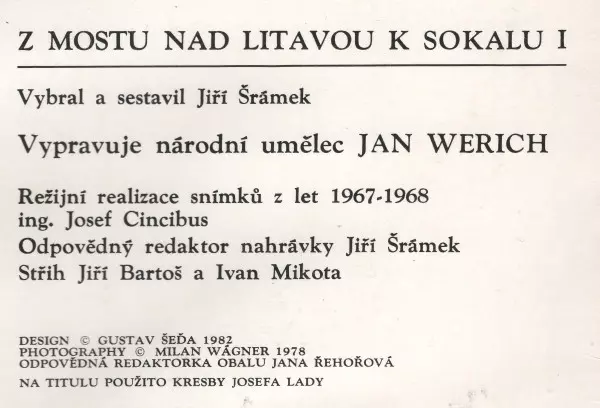 Z MOSTU NAD LITAVOU K SOKALU I
Vybral a sestavil Jiří Šrámek
Vypravuje národní umělec JAN WERICH
Režijní realizace snímků z let 1967-1968
ing. Josef Cincibus
Odpovědný redaktor nahrávky Jiří Šrámek
Střih Jiří Bartoš a Ivan Mikota
DESIGN © GUSTAV ŠEĎA 1982
PHOTOGRAPHY © MILAN WÁGNER 1978
ODPOVĚDNÁ REDAKTORKA OBALU JANA ŘEHOŘOVÁ
NA TITULU POUŽITO KRESBY JOSEFA LADY